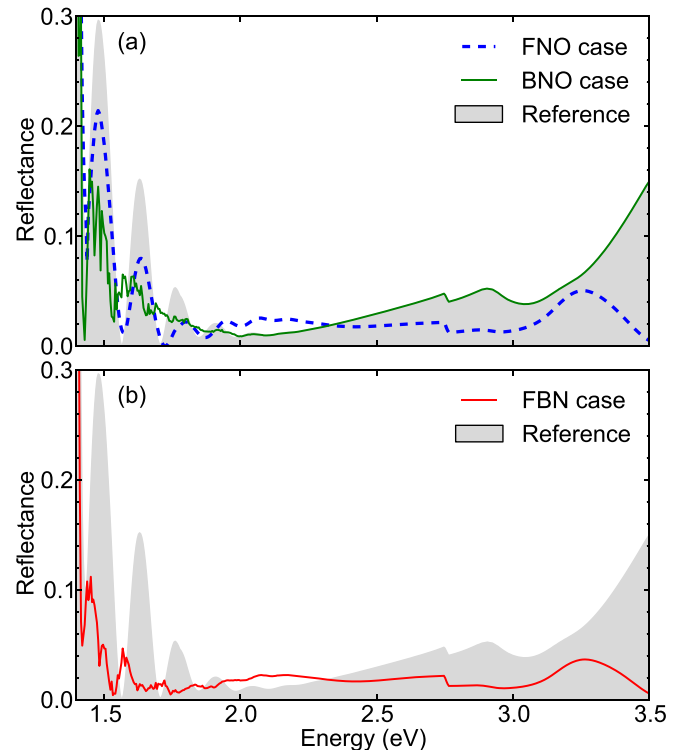 0.3
(a)
FNO case
BNO case
Reference
0.2
0.1
0.0
Reflectance
0.3
(b)
FBN case
Reference
0.2
0.1
0.0
Reflectance
1.5
2.0
2.5
3.0
3.5
Energy (eV)